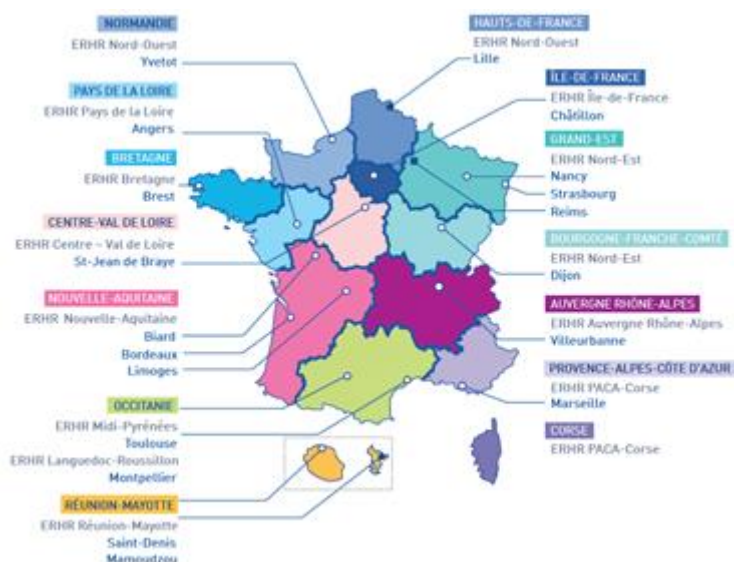 NORMANDIE
ERHR Nord-Ouest
Yvetot
PAYS DE LA LOIRE
ERHR Pays de la Loire
Angers
BRETAGNE
ERHR Bretagne
Brest
CENTRE-VAL DE LOIRE
ERHR Centre – Val de Loire
St-Jean de Braye
NOUVELLE-AQUITAINE
ERHR Nouvelle-Aquitaine
Biard
Bordeaux
Limoges
OCCITANIE
ERHR Midi-Pyrénées
Toulouse
ERHR Languedoc-Roussillon
Montpellier
RÉUNION-MAYOTTE
ERHR Réunion-Mayotte
Saint-Denis
Mamoudzou
HAUTS-DE-FRANCE
ERHR Nord-Ouest
Lille
ÎLE-DE-FRANCE
ERHR Île-de-France
Châtillon
GRAND-EST
ERHR Nord-Est
Nancy
Strasbourg
Reims
BOURGOGNE-FRANCHE-COMTÉ
ERHR Nord-Est
Dijon
AUVERGNE RHÔNE-ALPES
ERHR Auvergne Rhône-Alpes
Villeurbanne
PROVENCE-ALPES-CÔTE D'AZUR
ERHR PACA-Corse
Marseille
CORSE
ERHR PACA-Corse